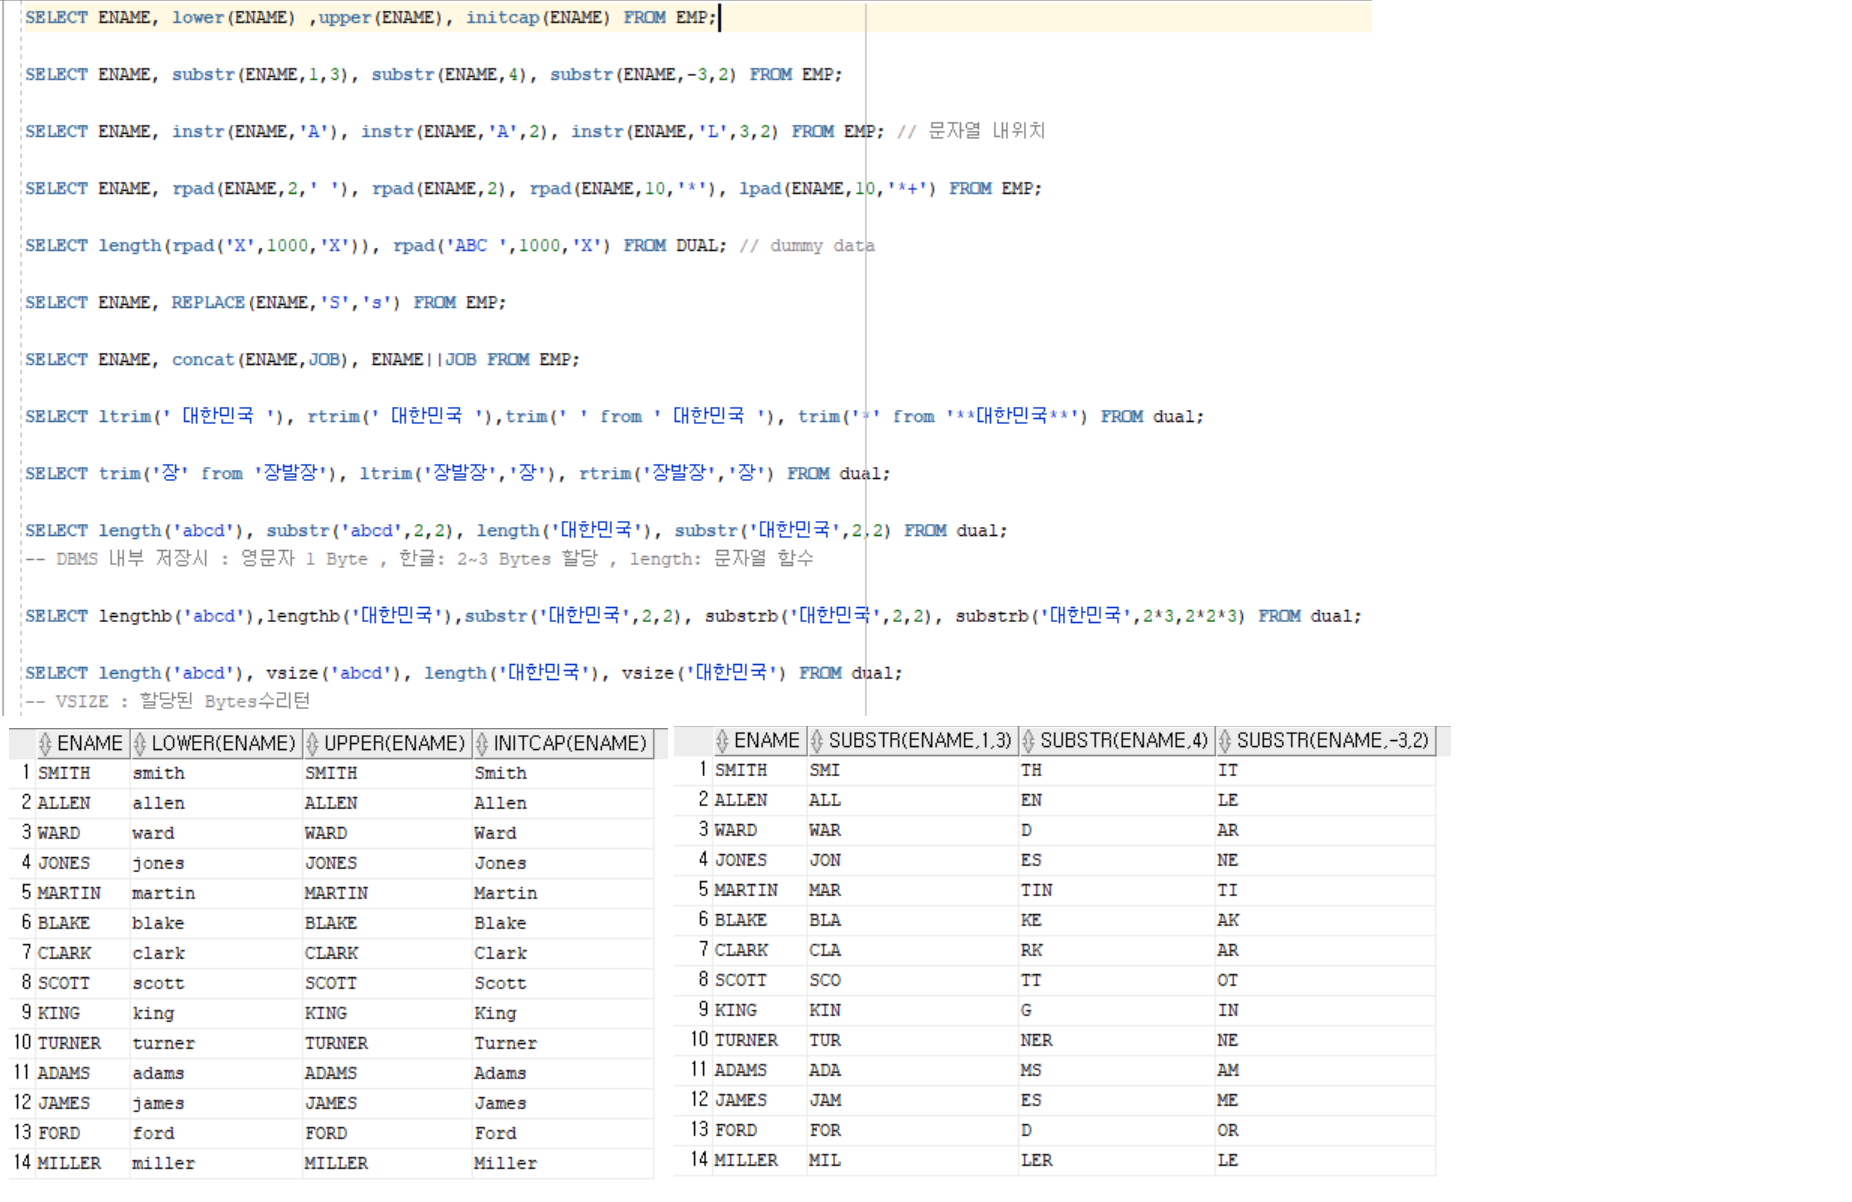 SELECT ENAME, lower(ENAME) ,upper(ENAME), initcap(ENAME) FROM EMP;
SELECT ENAME, substr(ENAME,1,3), substr(ENAME,4), substr(ENAME,-3,2) FROM EMP;
SELECT ENAME, instr(ENAME,'A'), instr(ENAME,'A',2), instr(ENAME,'L',3,2) FROM EMP; // 문자열 내위치
SELECT ENAME, rpad(ENAME,2,' '), rpad(ENAME,2), rpad(ENAME,10,'*'), lpad(ENAME,10,'*+') FROM EMP;
SELECT length(rpad('X',1000,'X')), rpad('ABC ',1000,'X') FROM DUAL; // dummy data
SELECT ENAME, REPLACE(ENAME,'S','s') FROM EMP;
SELECT ENAME, concat(ENAME,JOB), ENAME||JOB FROM EMP;
SELECT ltrim(' 대한민국 '), rtrim(' 대한민국 '),trim(' ' from ' 대한민국 '), trim('*' from '**대한민국**') FROM dual;
SELECT trim('장' from '장발장'), ltrim('장발장','장'), rtrim('장발장','장') FROM dual;
SELECT length('abcd'), substr('abcd',2,2), length('대한민국'), substr('대한민국',2,2) FROM dual;
-- DBMS 내부 저장시 : 영문자 1 Byte , 한글: 2~3 Bytes 할당 , length: 문자열 함수
SELECT lengthb('abcd'),lengthb('대한민국'),substr('대한민국',2,2), substrb('대한민국',2,2), substrb('대한민국',2*3,2*2*3) FROM dual;
SELECT length('abcd'), vsize('abcd'), length('대한민국'), vsize('대한민국') FROM dual;
-- VSIZE : 할당된 Bytes수리턴
ENAME LOWER(ENAME) UPPER(ENAME) INITCAP(ENAME)
1 SMITH smith SMITH Smith
2 ALLEN allen ALLEN Allen
3 WARD ward WARD Ward
4 JONES jones JONES Jones
5 MARTIN martin MARTIN Martin
6 BLAKE blake BLAKE Blake
7 CLARK clark CLARK Clark
8 SCOTT scott SCOTT Scott
9 KING king KING King
10 TURNER turner TURNER Turner
11 ADAMS adams ADAMS Adams
12 JAMES james JAMES James
13 FORD ford FORD Ford
14 MILLER miller MILLER Miller
ENAME SUBSTR(ENAME,1,3) SUBSTR(ENAME,4) SUBSTR(ENAME,-3,2)
1 SMITH SMI TH IT
2 ALLEN ALL EN LE
3 WARD WAR D AR
4 JONES JON ES NE
5 MARTIN MAR TIN TI
6 BLAKE BLA KE AK
7 CLARK CLA RK AR
8 SCOTT SCO TT OT
9 KING KIN G IN
10 TURNER TUR NER NE
11 ADAMS ADA MS AM
12 JAMES JAM ES ME
13 FORD FOR D OR
14 MILLER MIL LER LE